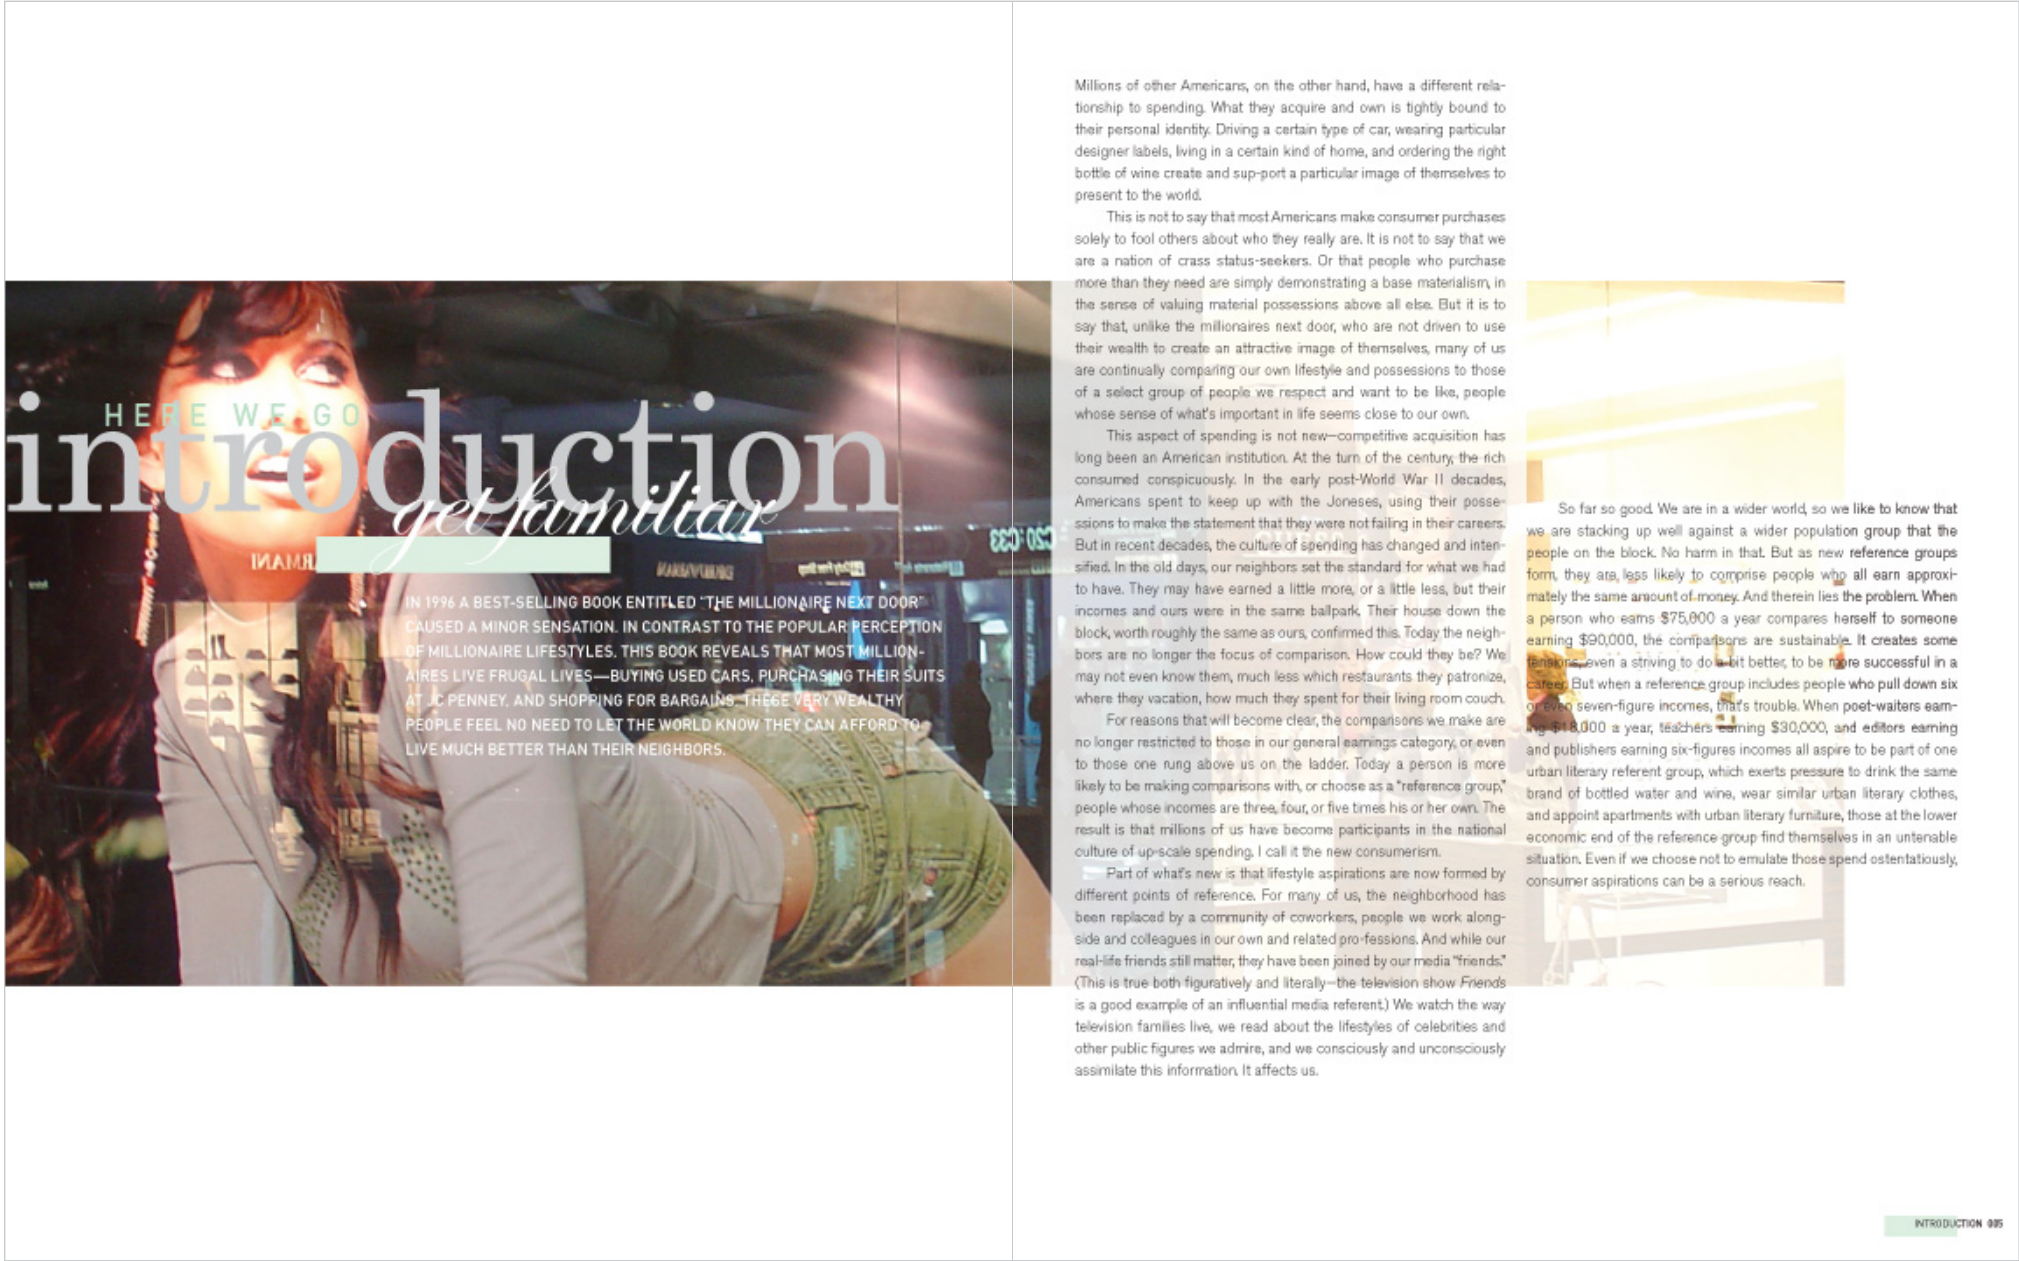 HERE WE GO
introduction
get familiar
C20 C33
IN 1996 A BEST-SELLING BOOK ENTITLED "THE MILLIONAIRE NEXT DOOR"
CAUSED A MINOR SENSATION. IN CONTRAST TO THE POPULAR PERCEPTION
OF MILLIONAIRE LIFESTYLES, THIS BOOK REVEALS THAT MOST MILLION-
AIRES LIVE FRUGAL LIVES—BUYING USED CARS, PURCHASING THEIR SUITS
AT JC PENNEY, AND SHOPPING FOR BARGAINS. THESE VERY WEALTHY
PEOPLE FEEL NO NEED TO LET THE WORLD KNOW THEY CAN AFFORD TO
LIVE MUCH BETTER THAN THEIR NEIGHBORS.
Millions of other Americans, on the other hand, have a different rela-
tionship to spending. What they acquire and own is tightly bound to
their personal identity. Driving a certain type of car, wearing particular
designer labels, living in a certain kind of home, and ordering the right
bottle of wine create and sup-port a particular image of themselves to
present to the world.
This is not to say that most Americans make consumer purchases
solely to fool others about who they really are. It is not to say that we
are a nation of crass status-seekers. Or that people who purchase
more than they need are simply demonstrating a base materialism, in
the sense of valuing material possessions above all else. But it is to
say that, unlike the millionaires next door, who are not driven to use
their wealth to create an attractive image of themselves, many of us
are continually comparing our own lifestyle and possessions to those
of a select group of people we respect and want to be like, people
whose sense of what's important in life seems close to our own.
This aspect of spending is not new—competitive acquisition has
long been an American institution. At the turn of the century, the rich
consumed conspicuously. In the early post-World War II decades,
Americans spent to keep up with the Joneses, using their posse-
ssions to make the statement that they were not failing in their careers.
But in recent decades, the culture of spending has changed and inten-
sified. In the old days, our neighbors set the standard for what we had
to have. They may have earned a little more, or a little less, but their
incomes and ours were in the same ballpark. Their house down the
block, worth roughly the same as ours, confirmed this. Today the neigh-
bors are no longer the focus of comparison. How could they be? We
may not even know them, much less which restaurants they patronize,
where they vacation, how much they spent for their living room couch.
For reasons that will become clear, the comparisons we make are
no longer restricted to those in our general earnings category, or even
to those one rung above us on the ladder. Today a person is more
likely to be making comparisons with, or choose as a "reference group,"
people whose incomes are three, four, or five times his or her own. The
result is that millions of us have become participants in the national
culture of up-scale spending. I call it the new consumerism.
Part of what's new is that lifestyle aspirations are now formed by
different points of reference. For many of us, the neighborhood has
been replaced by a community of coworkers, people we work along-
side and colleagues in our own and related pro-fessions. And while our
real-life friends still matter, they have been joined by our media "friends."
(This is true both figuratively and literally—the television show Friends
is a good example of an influential media referent.) We watch the way
television families live, we read about the lifestyles of celebrities and
other public figures we admire, and we consciously and unconsciously
assimilate this information. It affects us.
So far so good. We are in a wider world, so we like to know that
we are stacking up well against a wider population group that the
people on the block. No harm in that. But as new reference groups
form, they are less likely to comprise people who all earn approxi-
mately the same amount of money. And therein lies the problem. When
a person who earns $75,000 a year compares herself to someone
earning $90,000, the comparisons are sustainable. It creates some
tensions, even a striving to do a bit better, to be more successful in a
career. But when a reference group includes people who pull down six
or even seven-figure incomes, that's trouble. When poet-waiters earn-
ing $18,000 a year, teachers earning $30,000, and editors earning
and publishers earning six-figures incomes all aspire to be part of one
urban literary referent group, which exerts pressure to drink the same
brand of bottled water and wine, wear similar urban literary clothes,
and appoint apartments with urban literary furniture, those at the lower
economic end of the reference group find themselves in an untenable
situation. Even if we choose not to emulate those spend ostentatiously,
consumer aspirations can be a serious reach.
INTRODUCTION 005